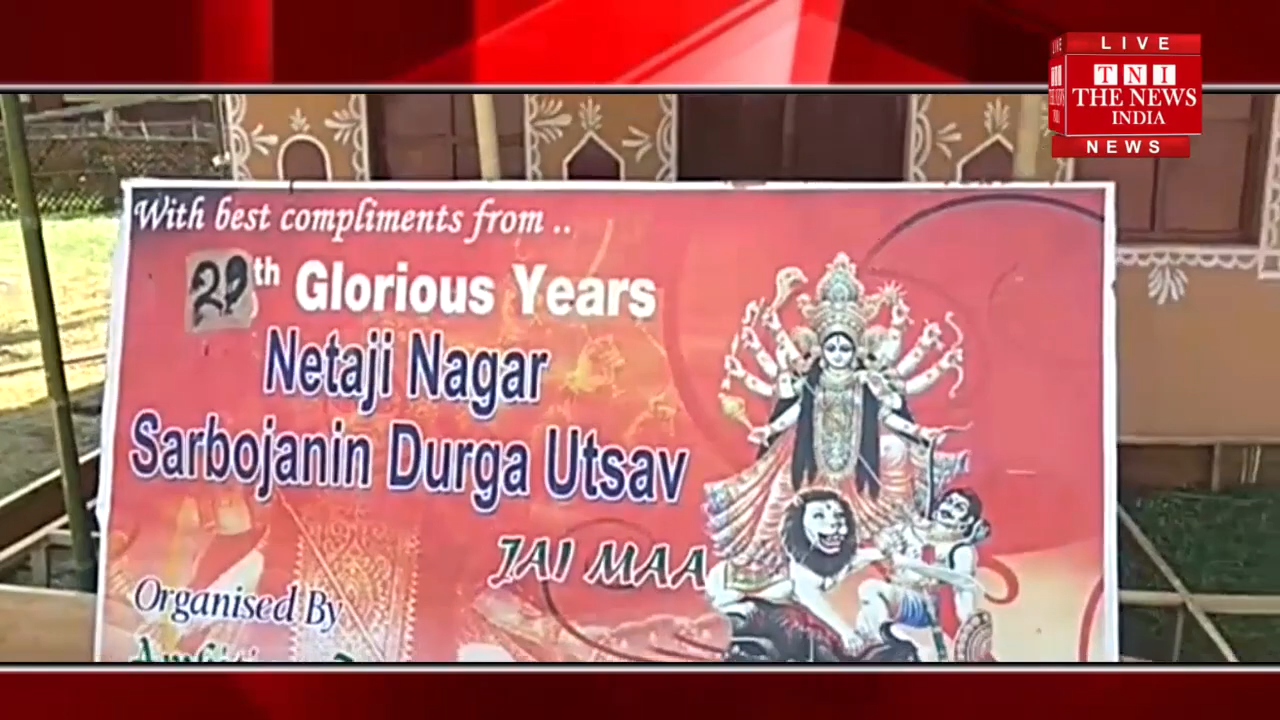 LIVE
TNI
THE NEWS
INDIA
NEWS
With best compliments from ..
29th Glorious Years
Netaji Nagar
Sarbojanin Durga Utsav
JAI MAA
Organised By